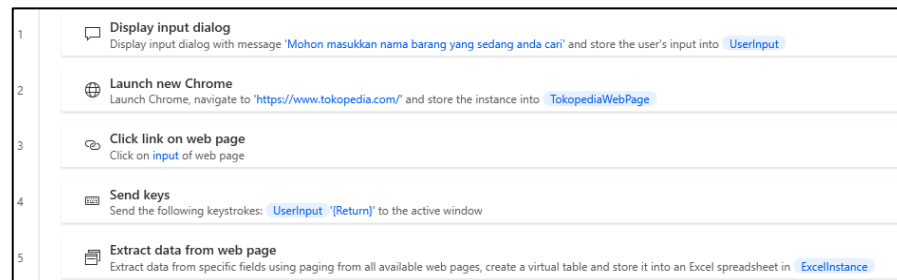 1
Display input dialog
Display input dialog with message 'Mohon masukkan nama barang yang sedang anda cari' and store the user's input into UserInput
2
Launch new Chrome
Launch Chrome, navigate to 'https://www.tokopedia.com/' and store the instance into TokopediaWebPage
3
Click link on web page
Click on input of web page
4
Send keys
Send the following keystrokes: UserInput '{Return}' to the active window
5
Extract data from web page
Extract data from specific fields using paging from all available web pages, create a virtual table and store it into an Excel spreadsheet in ExcelInstance